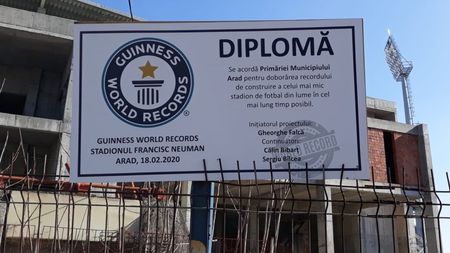 GUINNESS
WORLD RECORDS
GUINNESS WORLD RECORDS
STADIONUL FRANCISC NEUMAN
ARAD, 18.02.2020
DIPLOMĂ
Se acordă Primăriei Municipiului
Arad pentru doborârea recordului
de construire a celui mai mic
stadion de fotbal din lume în cel
mai lung timp posibil.
Inițiatorul proiectului:
Gheorghe Falcă
Continuatori:
Călin Bibarț
Sergiu Bîlcea
RECORD